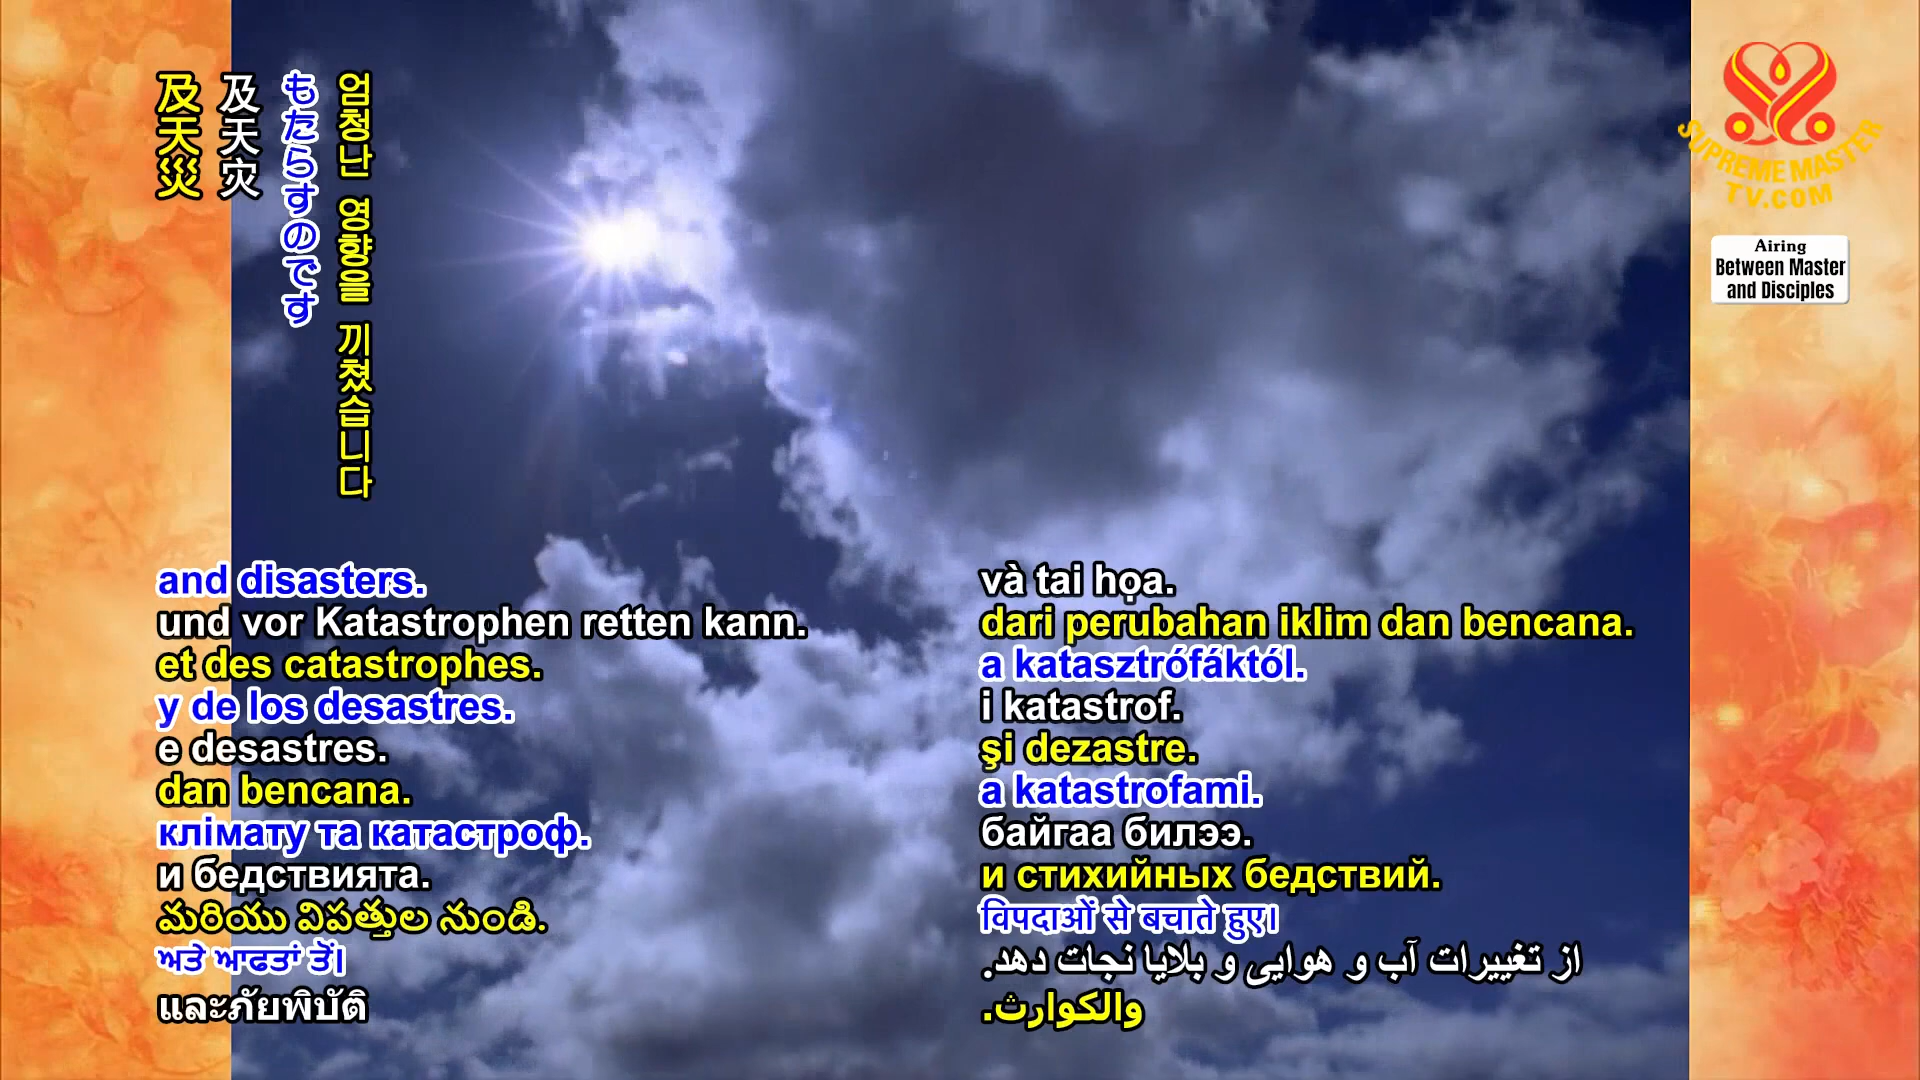 及天災
及天灾
もたらすのです
엄청난 영향을 끼쳤습니다
SUPREME MASTER
TV.COM
Airing
Between Master
and Disciples
and disasters.
und vor Katastrophen retten kann.
et des catastrophes.
y de los desastres.
e desastres.
dan bencana.
клімату та катастроф.
и бедствията.
మరియు విపత్తుల నుండి.
ਅਤੇ ਆਫਤਾਂ ਤੋਂ।
และภัยพิบัติ
và tai họa.
dari perubahan iklim dan bencana.
a katasztrófáktól.
i katastrof.
şi dezastre.
a katastrofami.
байгаа билээ.
и стихийных бедствий.
विपदाओं से बचाते हुए।
از تغییرات آب و هوایی و بلایا نجات دهد.
والكوارث.